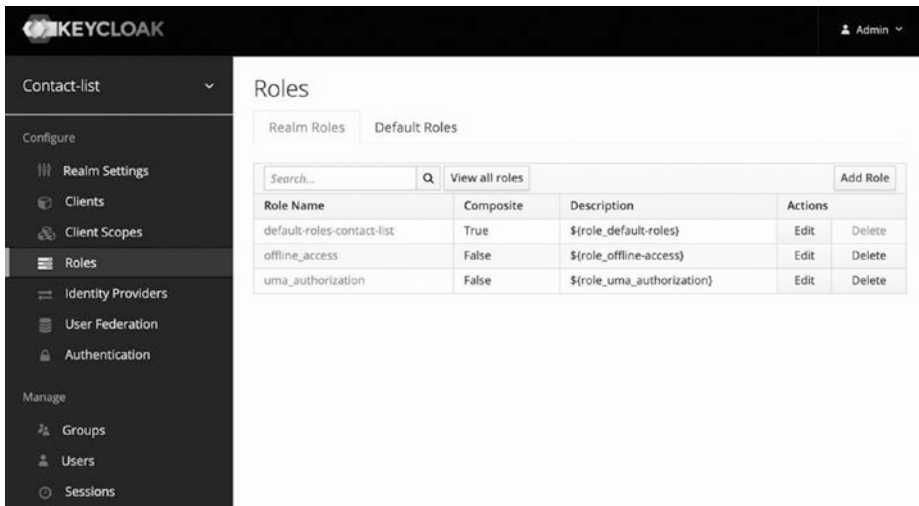 KEYCLOAK
Admin
Contact-list
Configure
Realm Settings
Clients
Client Scopes
Roles
Identity Providers
User Federation
Authentication
Manage
Groups
Users
Sessions
Roles
Realm Roles Default Roles
Search... View all roles Add Role
Role Name Composite Description Actions
default-roles-contact-list True ${role_default-roles} Edit Delete
offline_access False ${role_offline-access} Edit Delete
uma_authorization False ${role_uma_authorization} Edit Delete